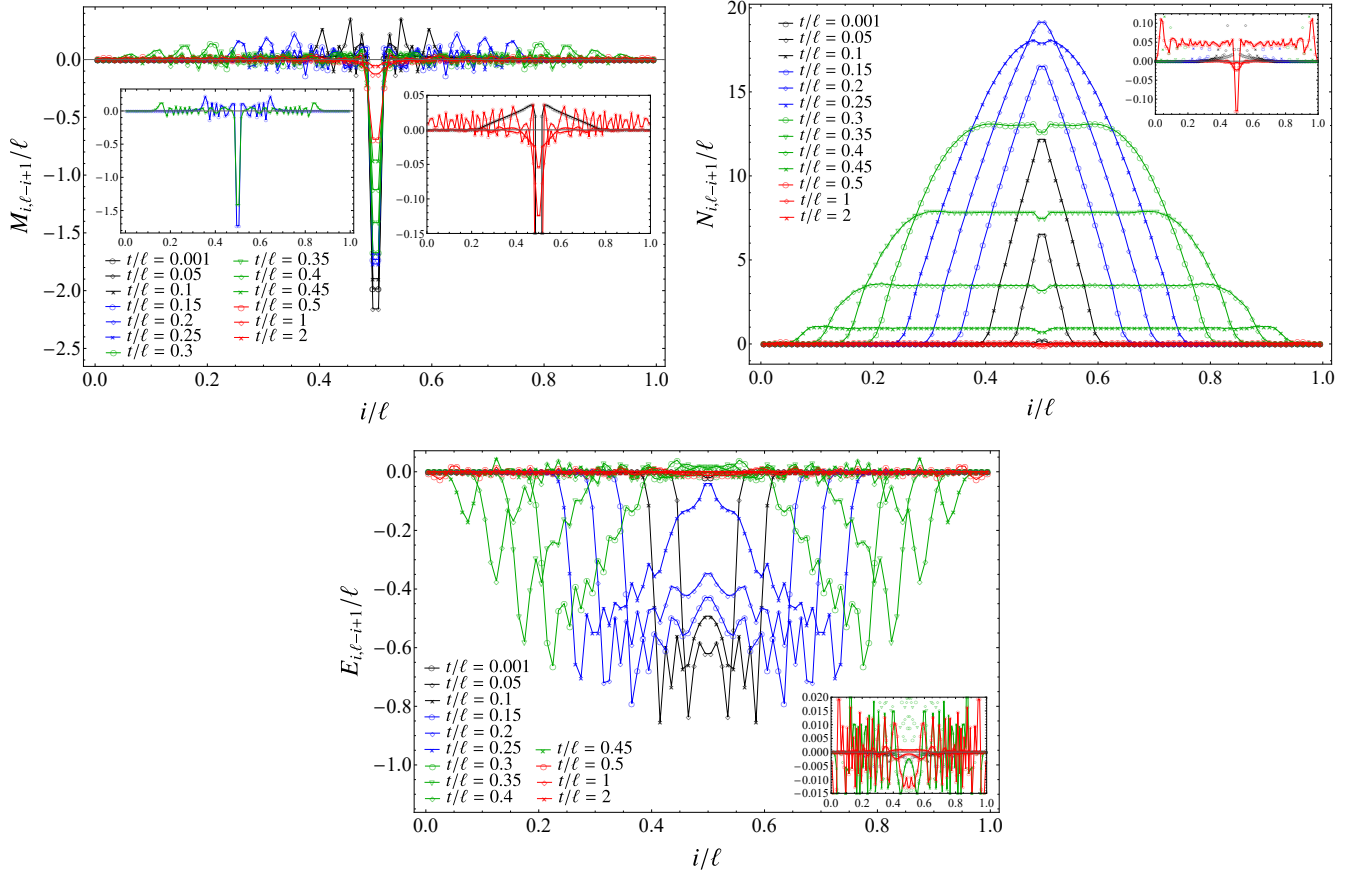 M_{i,ℓ−i+1}/ℓ
0.0
−0.5
−1.0
−1.5
−2.0
−2.5
0.0 0.2 0.4 0.6 0.8 1.0
i/ℓ
0.0
−0.5
−1.0
−1.5
0.0 0.2 0.4 0.6 0.8 1.0
0.00
−0.05
−0.10
−0.15
0.0 0.2 0.4 0.6 0.8 1.0
t/ℓ = 0.001
t/ℓ = 0.05
t/ℓ = 0.1
t/ℓ = 0.15
t/ℓ = 0.2
t/ℓ = 0.25
t/ℓ = 0.3
t/ℓ = 0.35
t/ℓ = 0.4
t/ℓ = 0.45
t/ℓ = 0.5
t/ℓ = 1
t/ℓ = 2
N_{i,ℓ−i+1}/ℓ
20
15
10
5
0
0.0 0.2 0.4 0.6 0.8 1.0
i/ℓ
t/ℓ = 0.001
t/ℓ = 0.05
t/ℓ = 0.1
t/ℓ = 0.15
t/ℓ = 0.2
t/ℓ = 0.25
t/ℓ = 0.3
t/ℓ = 0.35
t/ℓ = 0.4
t/ℓ = 0.45
t/ℓ = 0.5
t/ℓ = 1
t/ℓ = 2
0.10
0.05
0.00
−0.05
−0.10
0.0 0.2 0.4 0.6 0.8 1.0
E_{i,ℓ−i+1}/ℓ
0.0
−0.2
−0.4
−0.6
−0.8
−1.0
0.0 0.2 0.4 0.6 0.8 1.0
i/ℓ
t/ℓ = 0.001
t/ℓ = 0.05
t/ℓ = 0.1
t/ℓ = 0.15
t/ℓ = 0.2
t/ℓ = 0.25
t/ℓ = 0.3
t/ℓ = 0.35
t/ℓ = 0.4
t/ℓ = 0.45
t/ℓ = 0.5
t/ℓ = 1
t/ℓ = 2
0.020
0.015
0.010
0.005
0.000
−0.005
−0.010
−0.015
0.0 0.2 0.4 0.6 0.8 1.0